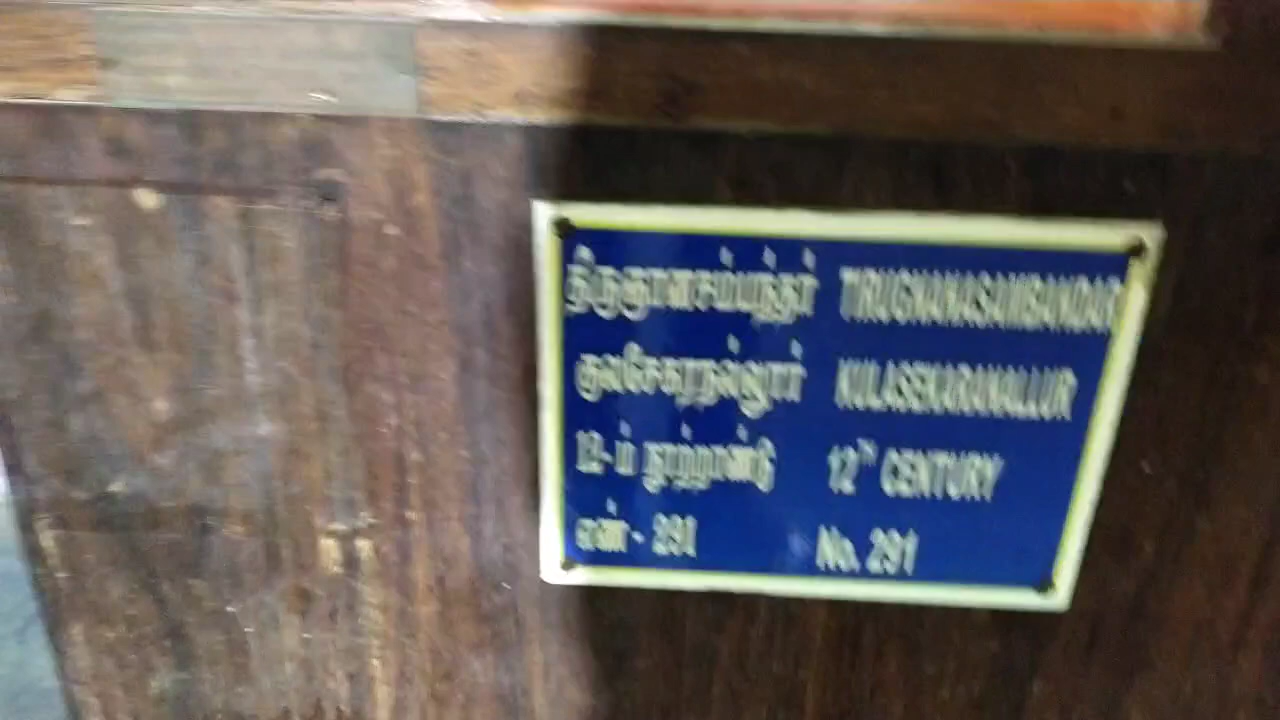 திருஞானசம்பந்தர் TIRUGNANASAMBANDAR
குலசேகரநல்லூர் KULASEKARANALLUR
12-ம் நூற்றாண்டு 12TH CENTURY
எண் - 291 No. 291